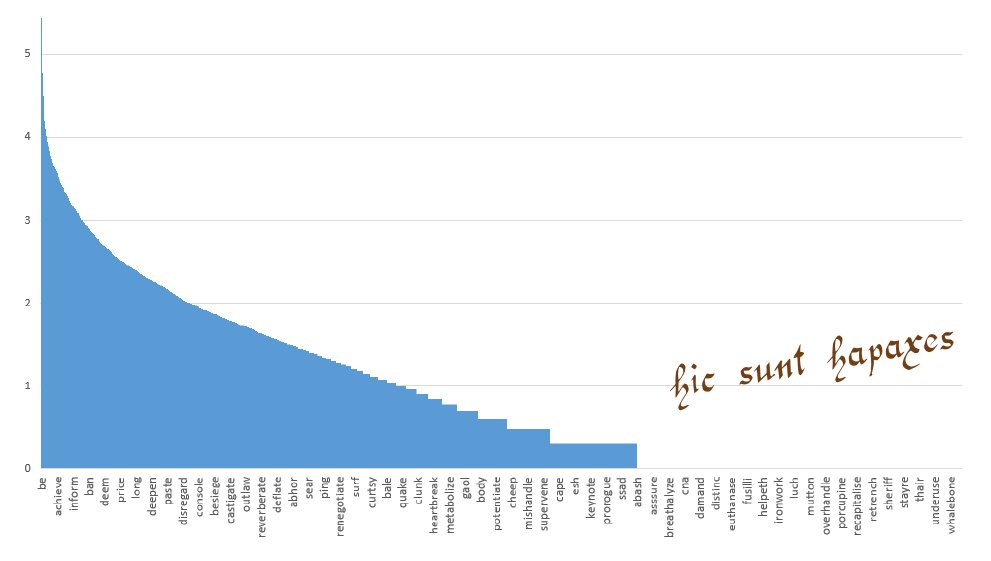 5
4
3
2
1
0
hic sunt hapaxes
be
achieve
inform
ban
deem
price
long
deepen
paste
disregard
console
besiege
castigate
outlaw
reverberate
deflate
abhor
sear
ping
renegotiate
surf
curtsy
bale
quake
clunk
heartbreak
metabolize
gaol
body
potentiate
cheep
mishandle
supervene
cape
esh
keynote
pronogue
ssad
abash
asssure
breathalyze
cna
damand
distinc
euthanase
fusilli
helpeth
ironwork
luch
mutton
overhandle
porcupine
recapitalise
retrench
sheriff
stayre
thair
underuse
whalebone